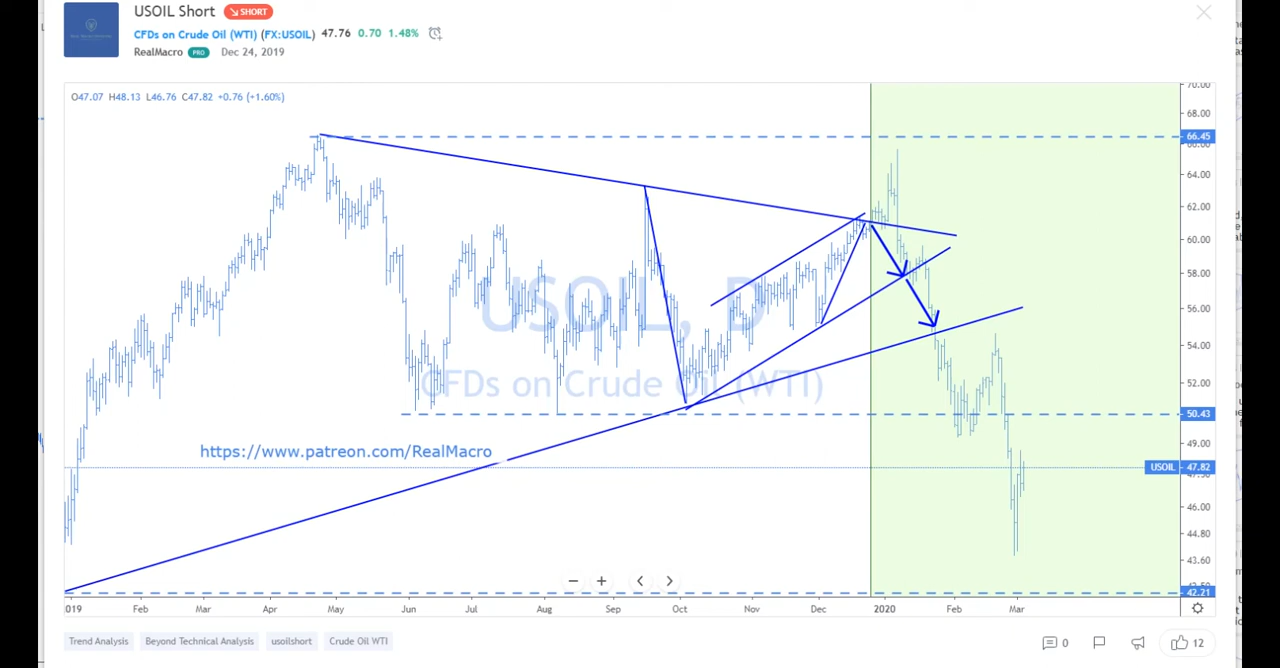 USOIL Short SHORT
CFDs on Crude Oil (WTI) (FX:USOIL) 47.76 0.70 1.48%
RealMacro PRO Dec 24, 2019
O47.07 H48.13 L46.76 C47.82 +0.76 (+1.60%)
70.00
68.00
66.45
66.00
64.00
62.00
60.00
58.00
USOIL, D
56.00
54.00
CFDs on Crude Oil (WTI)
52.00
50.43
49.00
https://www.patreon.com/RealMacro
USOIL 47.82
46.00
44.80
43.60
42.21
2019 Feb Mar Apr May Jun Jul Aug Sep Oct Nov Dec 2020 Feb Mar
Trend Analysis Beyond Technical Analysis usoilshort Crude Oil WTI
0 12